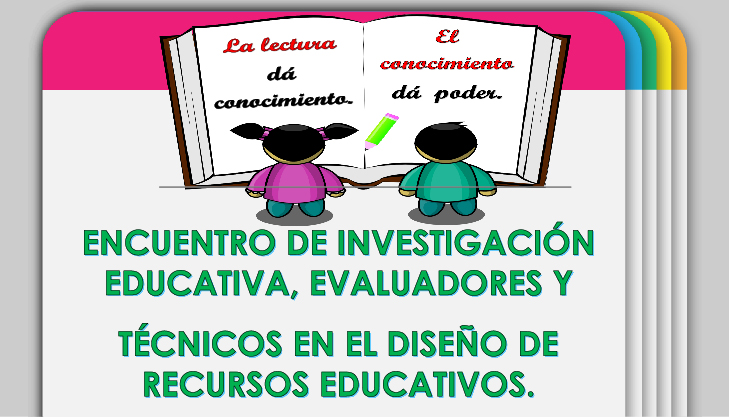 La lectura
dá
conocimiento.
El
conocimiento
dá poder.
ENCUENTRO DE INVESTIGACIÓN
EDUCATIVA, EVALUADORES Y
TÉCNICOS EN EL DISEÑO DE
RECURSOS EDUCATIVOS.